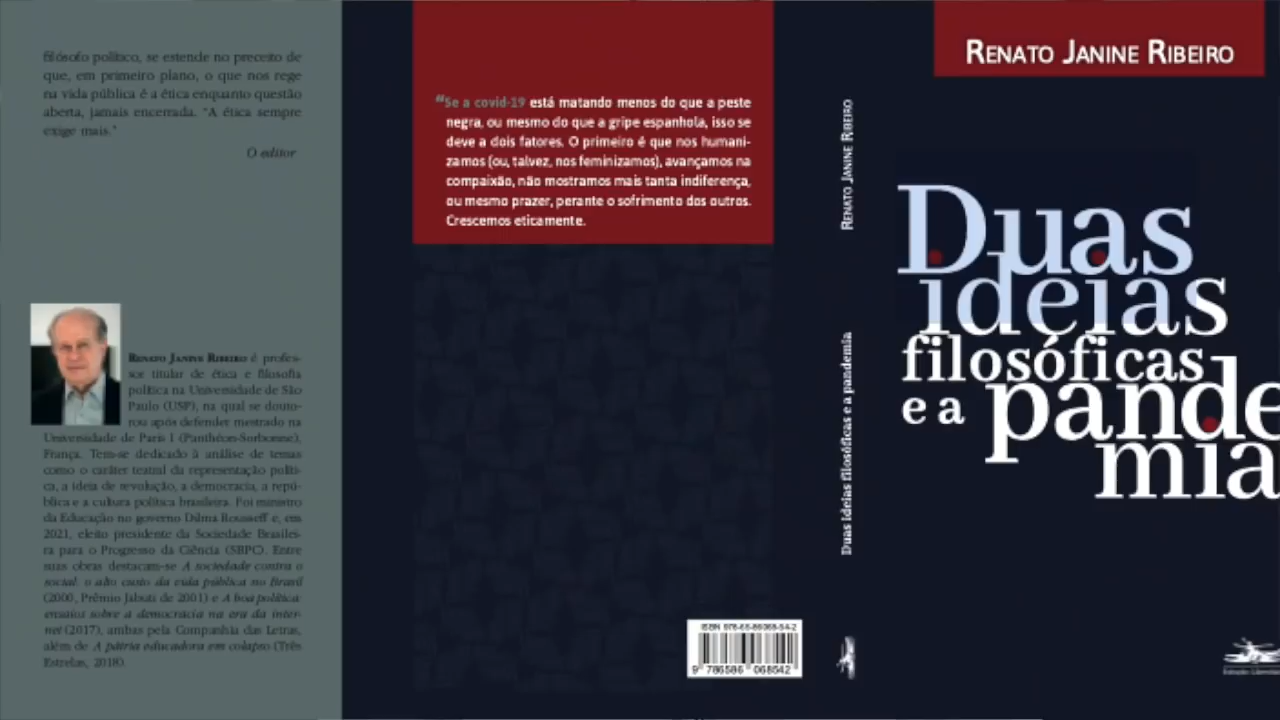 filósofo político, se estende no preceito de
que, em primeiro plano, o que nos rege
na vida pública é a ética enquanto questão
aberta, jamais encerrada. "A ética sempre
exige mais."
O editor
RENATO JANINE RIBEIRO é profes-
sor titular de ética e filosofia
política na Universidade de São
Paulo (USP), na qual se douto-
rou após defender mestrado na
Universidade de Paris 1 (Panthéon-Sorbonne),
França. Tem-se dedicado à análise de temas
como o caráter teatral da representação políti-
ca, a ideia de revolução, a democracia, a repú-
blica e a cultura política brasileira. Foi ministro
da Educação no governo Dilma Rousseff e, em
2021, eleito presidente da Sociedade Brasilei-
ra para o Progresso da Ciência (SBPC). Entre
suas obras destacam-se A sociedade contra o
social: o alto custo da vida pública no Brasil
(2000, Prêmio Jabuti de 2001) e A boa política:
ensaios sobre a democracia na era da inter-
net (2017), ambas pela Companhia das Letras,
além de A pátria educadora em colapso (Três
Estrelas, 2018).
"Se a covid-19 está matando menos do que a peste
negra, ou mesmo do que a gripe espanhola, isso se
deve a dois fatores. O primeiro é que nos humani-
zamos (ou, talvez, nos feminizamos), avançamos na
compaixão, não mostramos mais tanta indiferença,
ou mesmo prazer, perante o sofrimento dos outros.
Crescemos eticamente.
ISBN 978-65-86068-54-2
9 786586 068542
RENATO JANINE RIBEIRO
Duas ideias filosóficas e a pandemia
RENATO JANINE RIBEIRO
Duas
ideias
filosóficas
e a pande
mia